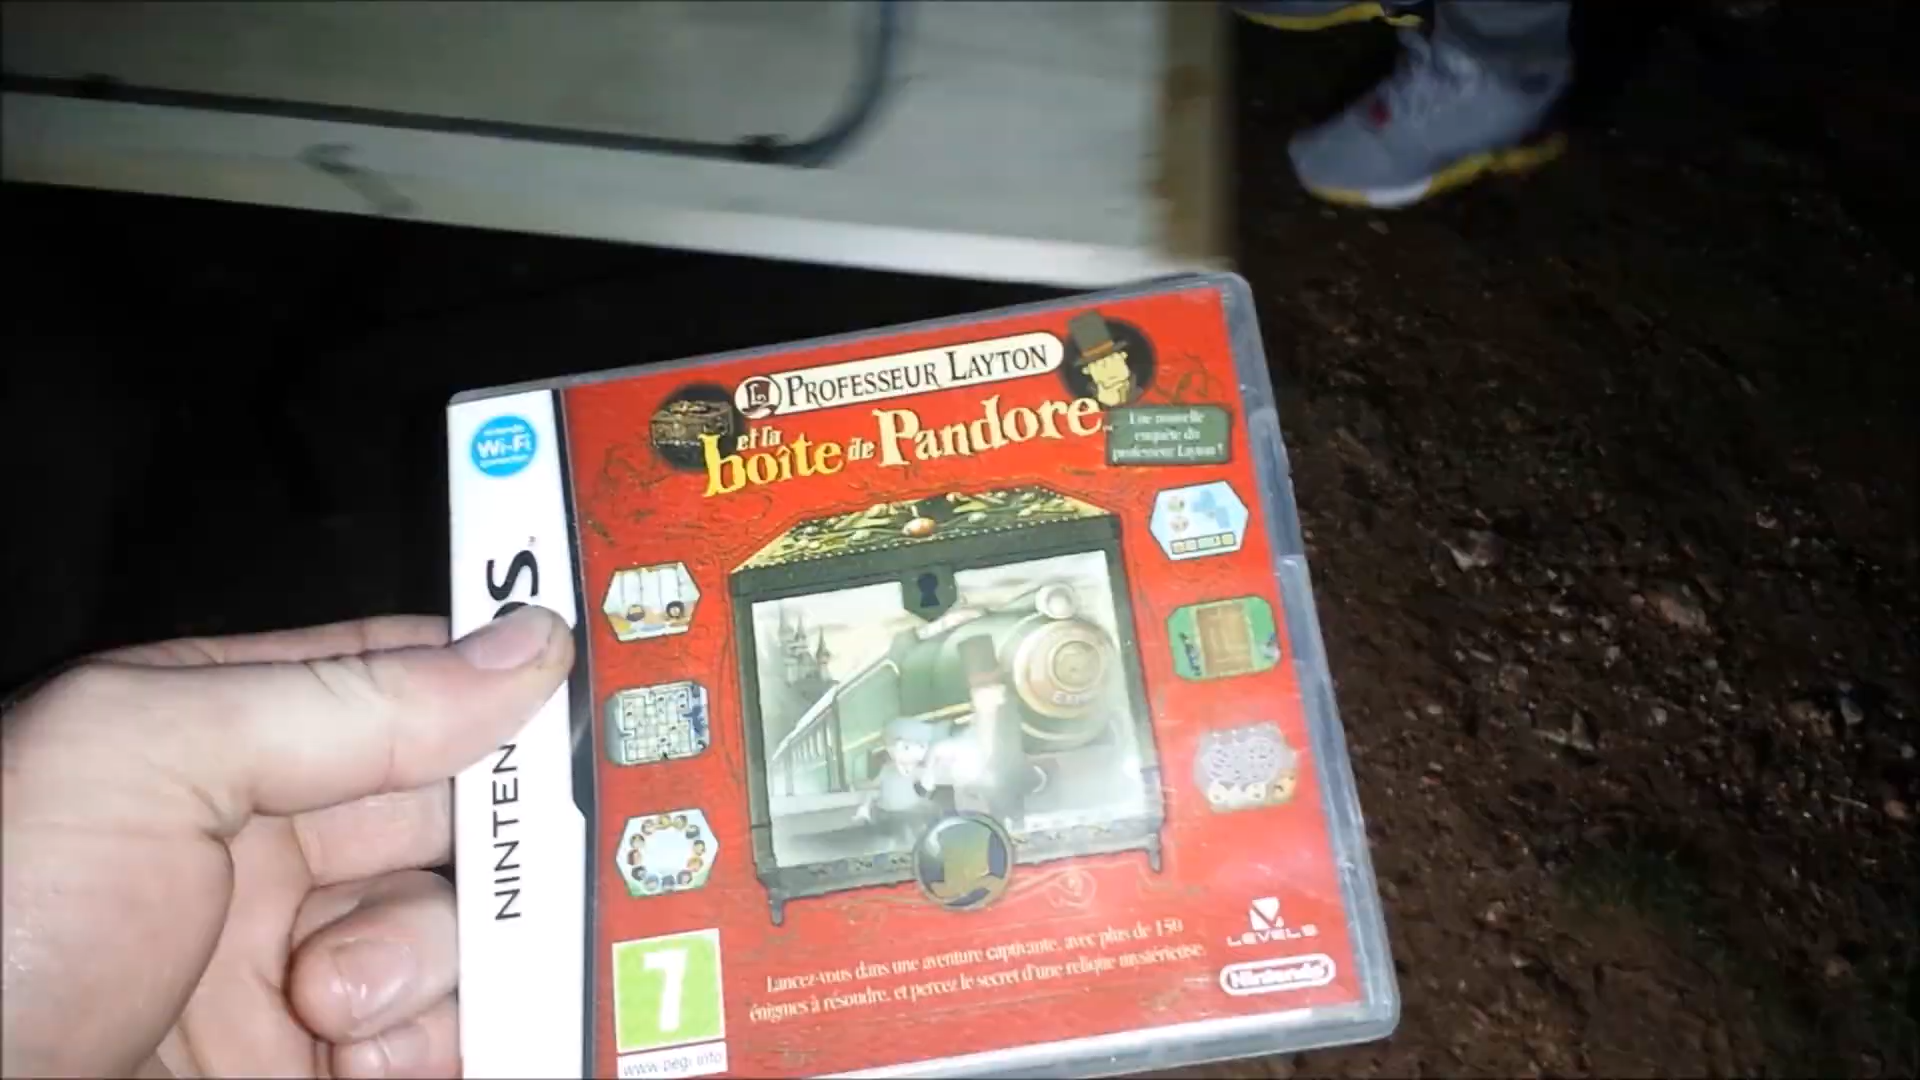 PROFESSEUR LAYTON
et la
boîte de Pandore
Une nouvelle
enquête du
professeur Layton !
Nintendo
Wi-Fi
connection
NINTEN
DS
7
www.pegi.info
Lancez-vous dans une aventure captivante, avec plus de 150
énigmes à résoudre, et percez le secret d'une relique mystérieuse.
LEVEL5
Nintendo